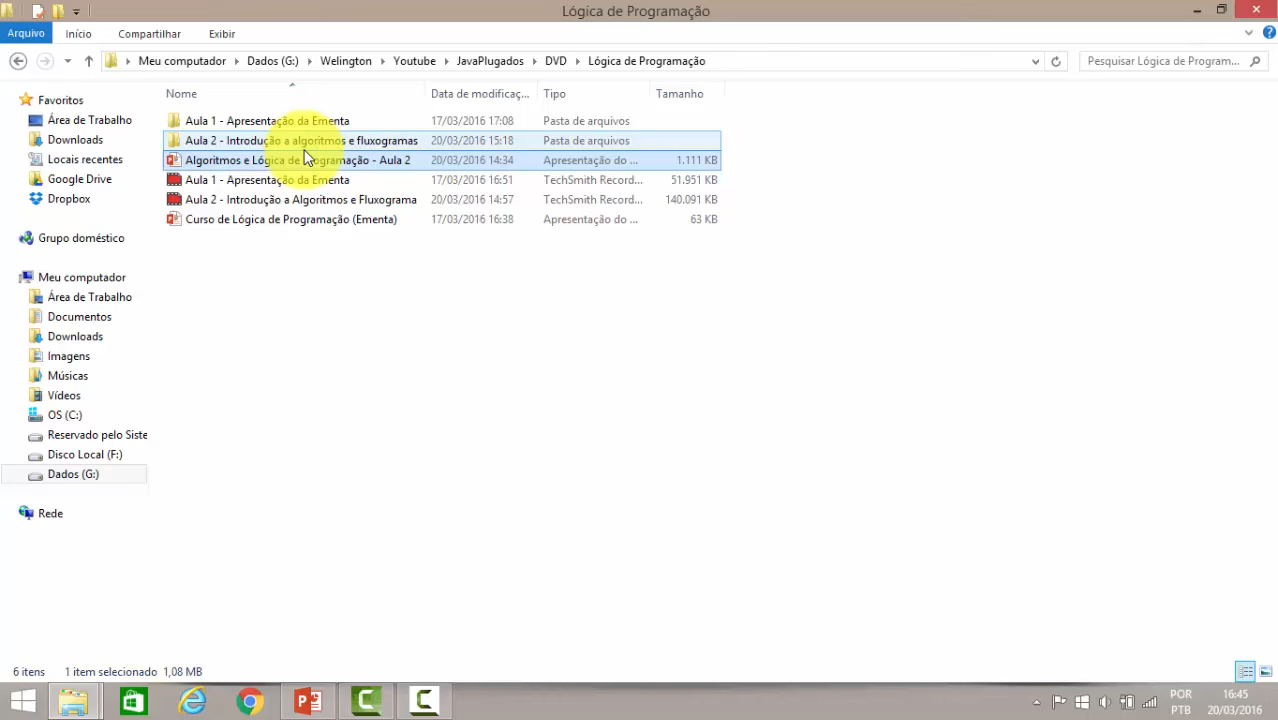 Lógica de Programação
Arquivo Início Compartilhar Exibir
Meu computador Dados (G:) Welington Youtube JavaPlugados DVD Lógica de Programação Pesquisar Lógica de Program...
Nome Data de modificaç... Tipo Tamanho
Favoritos
Área de Trabalho
Downloads
Locais recentes
Google Drive
Dropbox
Grupo doméstico
Meu computador
Área de Trabalho
Documentos
Downloads
Imagens
Músicas
Vídeos
OS (C:)
Reservado pelo Siste
Disco Local (F:)
Dados (G:)
Rede
Aula 1 - Apresentação da Ementa 17/03/2016 17:08 Pasta de arquivos
Aula 2 - Introdução a algoritmos e fluxogramas 20/03/2016 15:18 Pasta de arquivos
Algoritmos e Lógica de Programação - Aula 2 20/03/2016 14:34 Apresentação do ... 1.111 KB
Aula 1 - Apresentação da Ementa 17/03/2016 16:51 TechSmith Record... 51.951 KB
Aula 2 - Introdução a Algoritmos e Fluxograma 20/03/2016 14:57 TechSmith Record... 140.091 KB
Curso de Lógica de Programação (Ementa) 17/03/2016 16:38 Apresentação do ... 63 KB
6 itens 1 item selecionado 1,08 MB
POR 16:45
PTB 20/03/2016